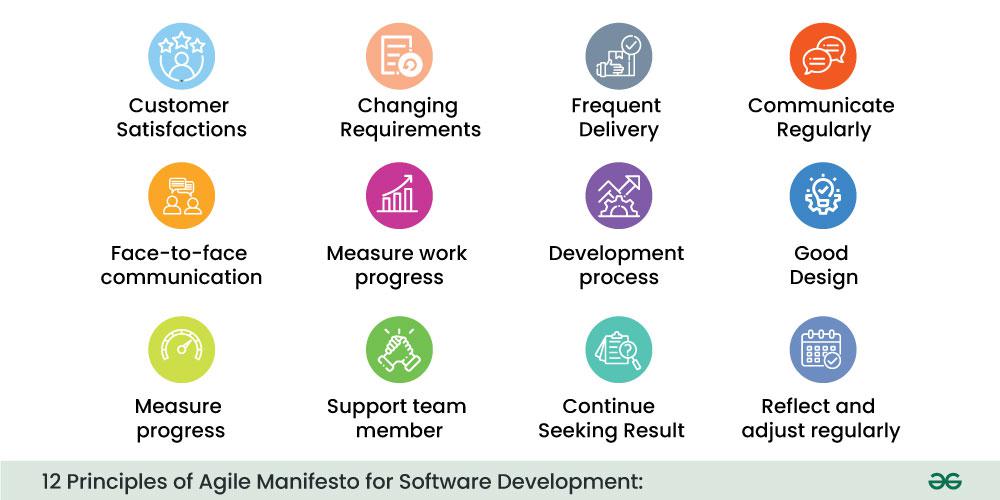 Customer
Satisfactions
Changing
Requirements
Frequent
Delivery
Communicate
Regularly
Face-to-face
communication
Measure work
progress
Development
process
Good
Design
Measure
progress
Support team
member
Continue
Seeking Result
Reflect and
adjust regularly
12 Principles of Agile Manifesto for Software Development: